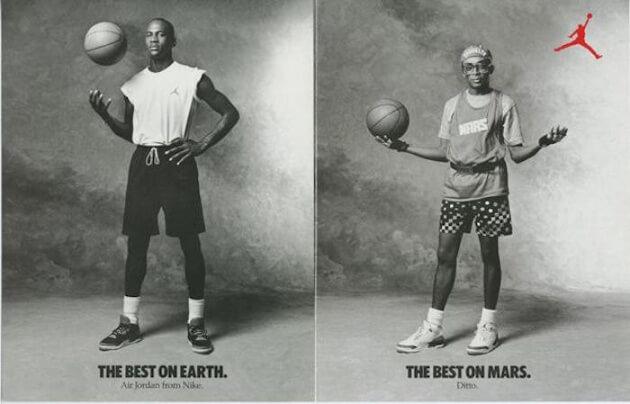 THE BEST ON EARTH.
Air Jordan from Nike.
MARS
THE BEST ON MARS.
Ditto.